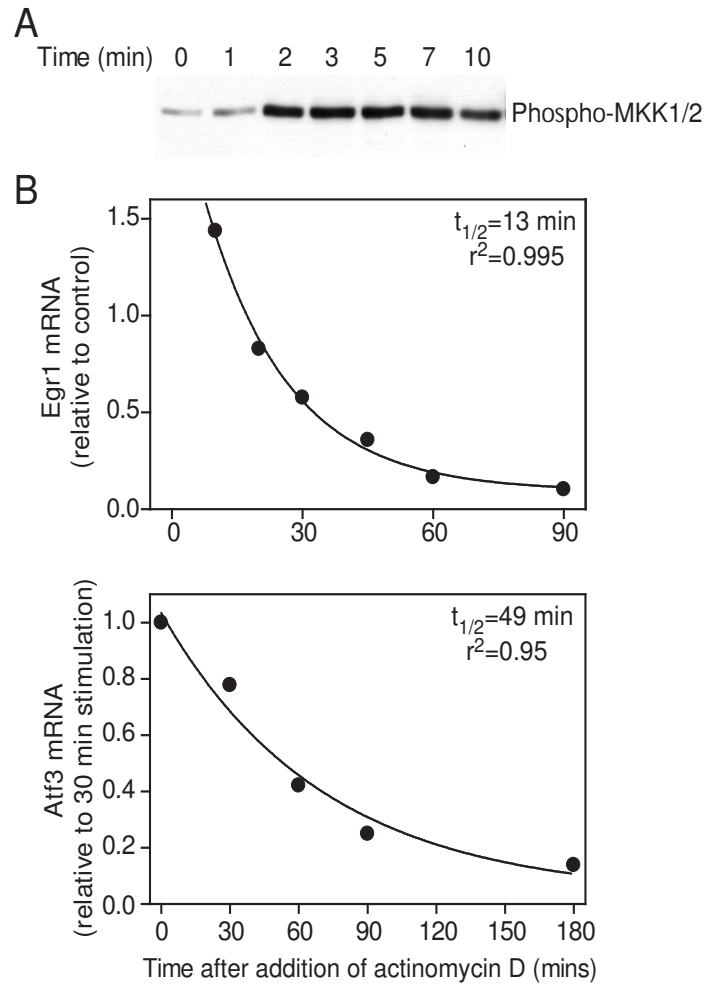 A
Time (min) 0 1 2 3 5 7 10
Phospho-MKK1/2
B
t1/2=13 min
r²=0.995
Egr1 mRNA
(relative to control)
1.5
1.0
0.5
0.0
0 30 60 90
t1/2=49 min
r²=0.95
Atf3 mRNA
(relative to 30 min stimulation)
1.0
0.8
0.6
0.4
0.2
0.0
0 30 60 90 120 150 180
Time after addition of actinomycin D (mins)